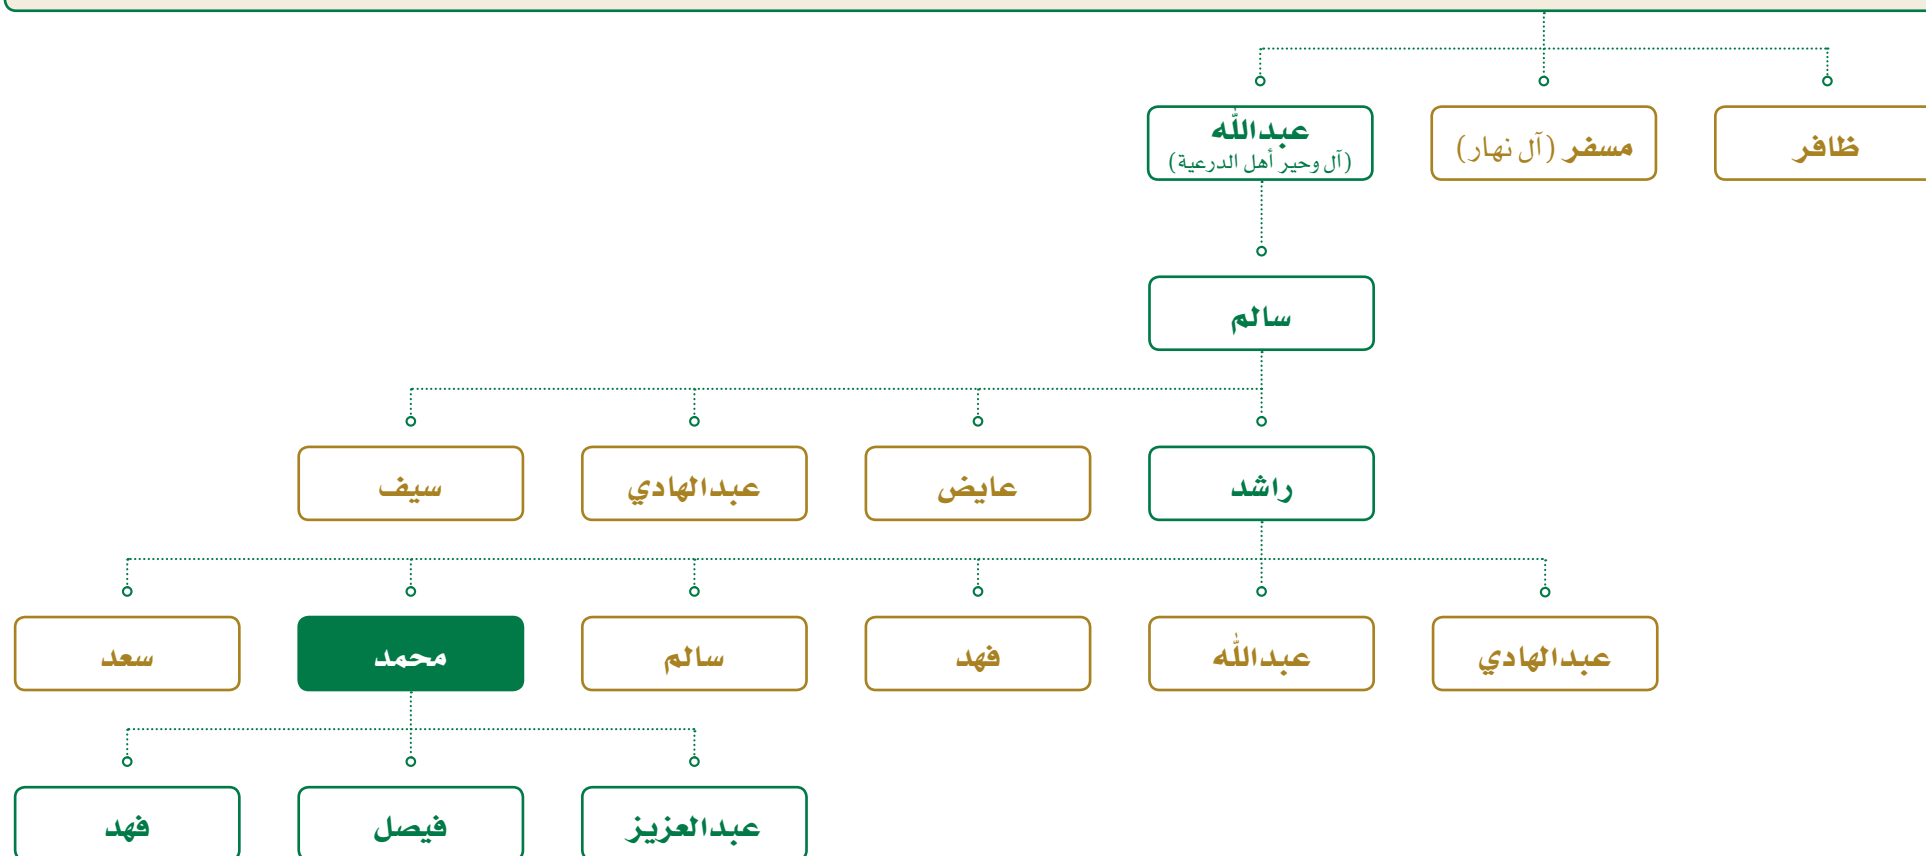 ظافر
مسفر (آل نهار)
عبدالله
(آل وحير أهل الدرعية)
سالم
راشد
عايض
عبدالهادي
سيف
عبدالهادي
عبدالله
فهد
سالم
محمد
سعد
عبدالعزيز
فيصل
فهد